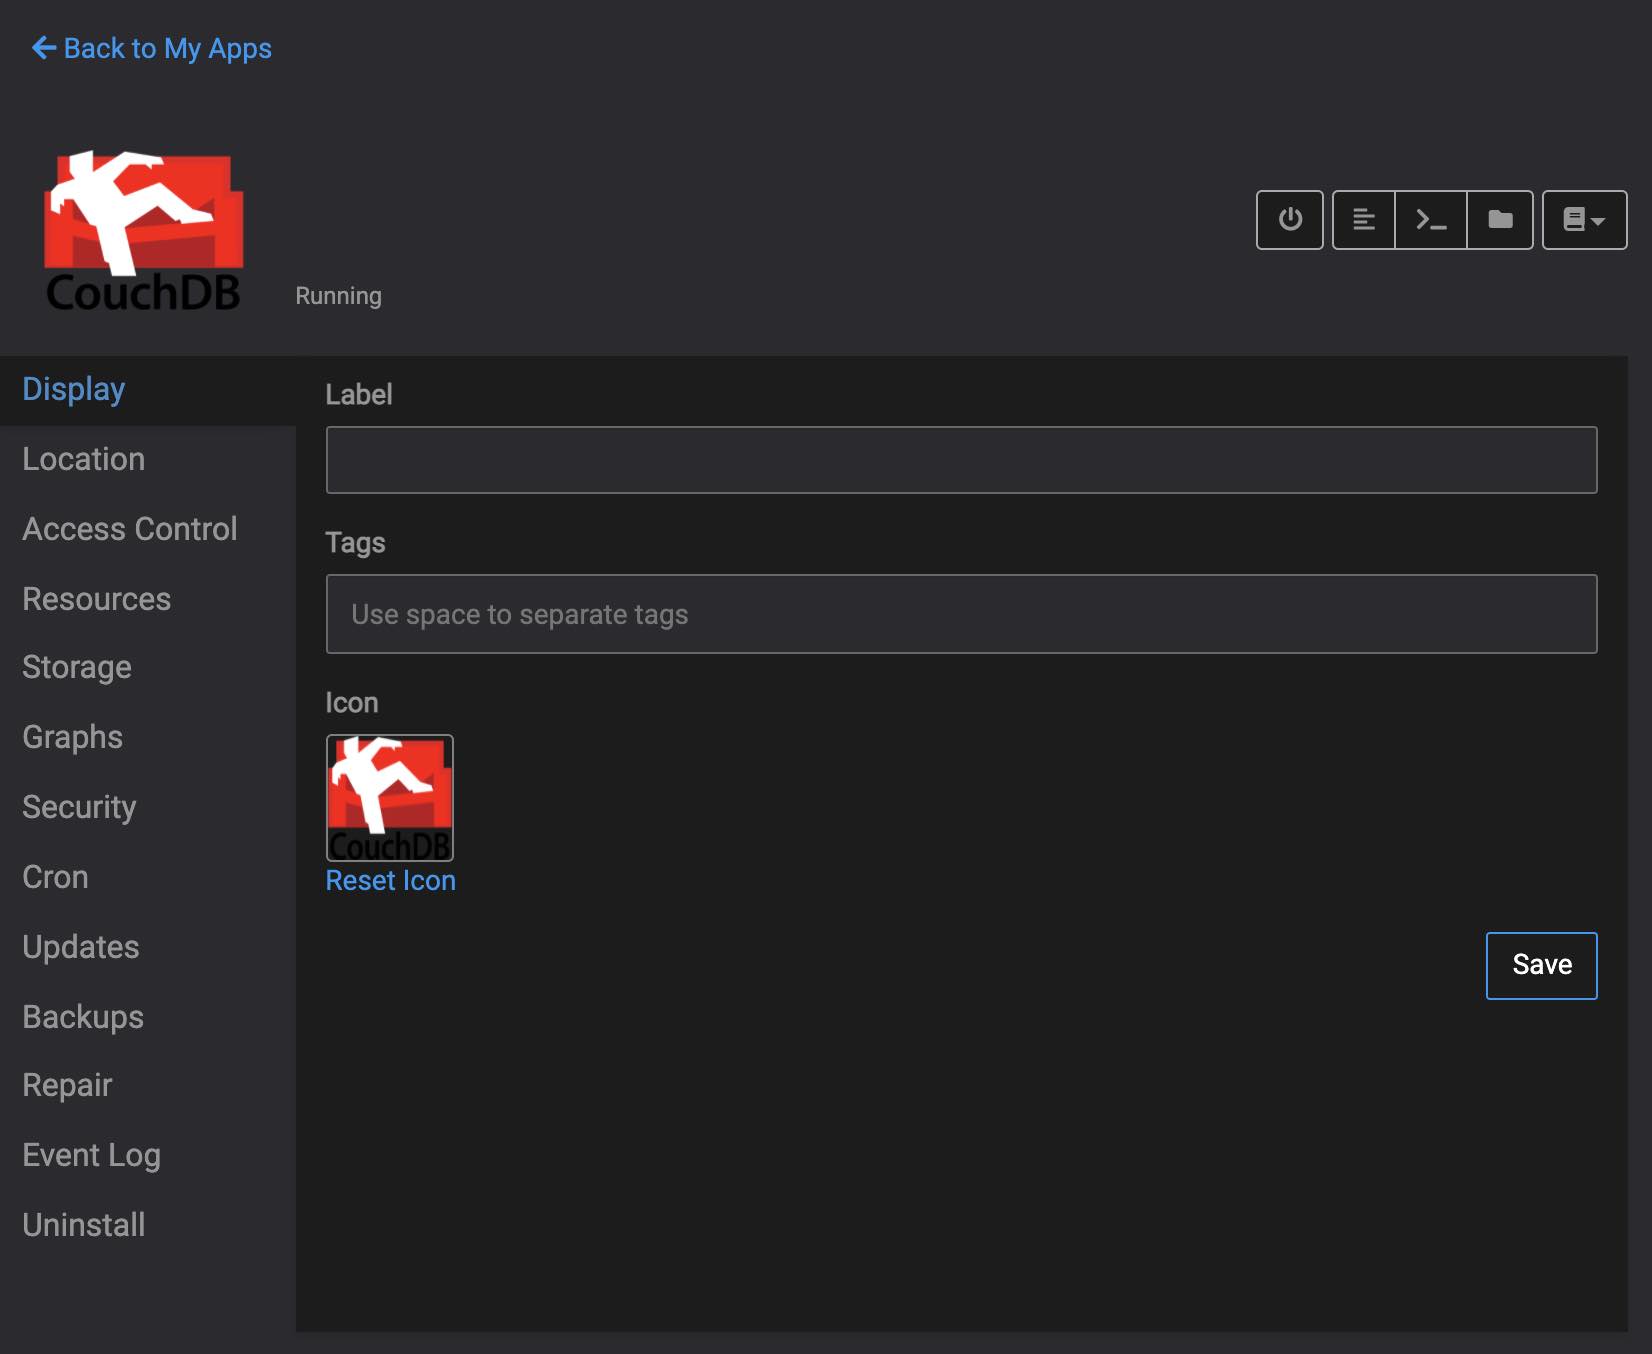 Back to My Apps
CouchDB
Running
Display
Location
Access Control
Resources
Storage
Graphs
Security
Cron
Updates
Backups
Repair
Event Log
Uninstall
Label
Tags
Use space to separate tags
Icon
CouchDB
Reset Icon
Save